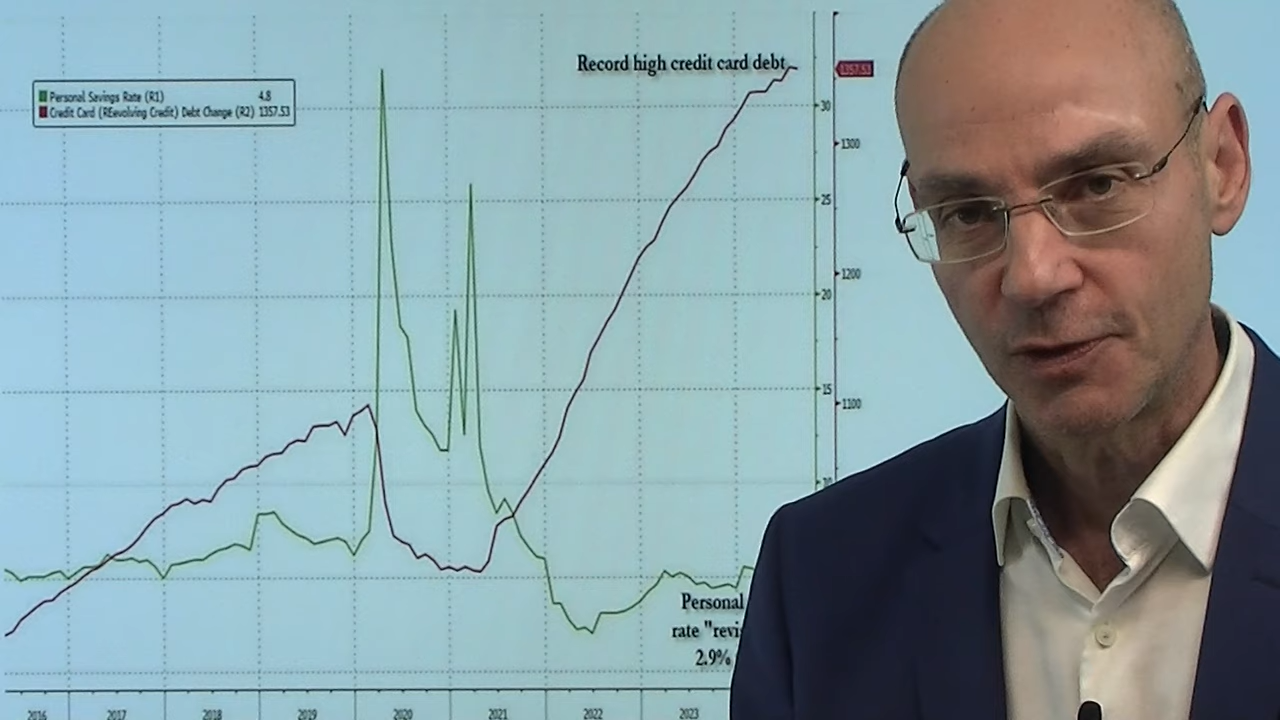 Record high credit card debt
1357.53
Personal Savings Rate (R1) 4.8
Credit Card (REevolving Credit) Debt Change (R2) 1357.53
30
1300
25
1200
20
15
1100
10
Personal
rate "revi
2.9%
2016 2017 2018 2019 2020 2021 2022 2023